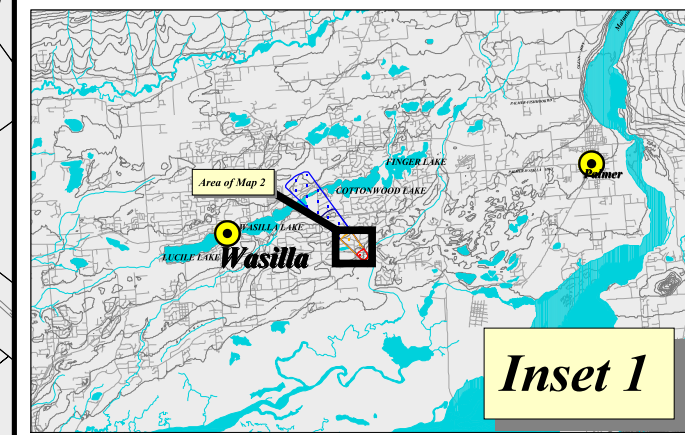 FINGER LAKE
Palmer
Area of Map 2
COTTONWOOD LAKE
WASILLA LAKE
LUCILE LAKE
Wasilla
Inset 1